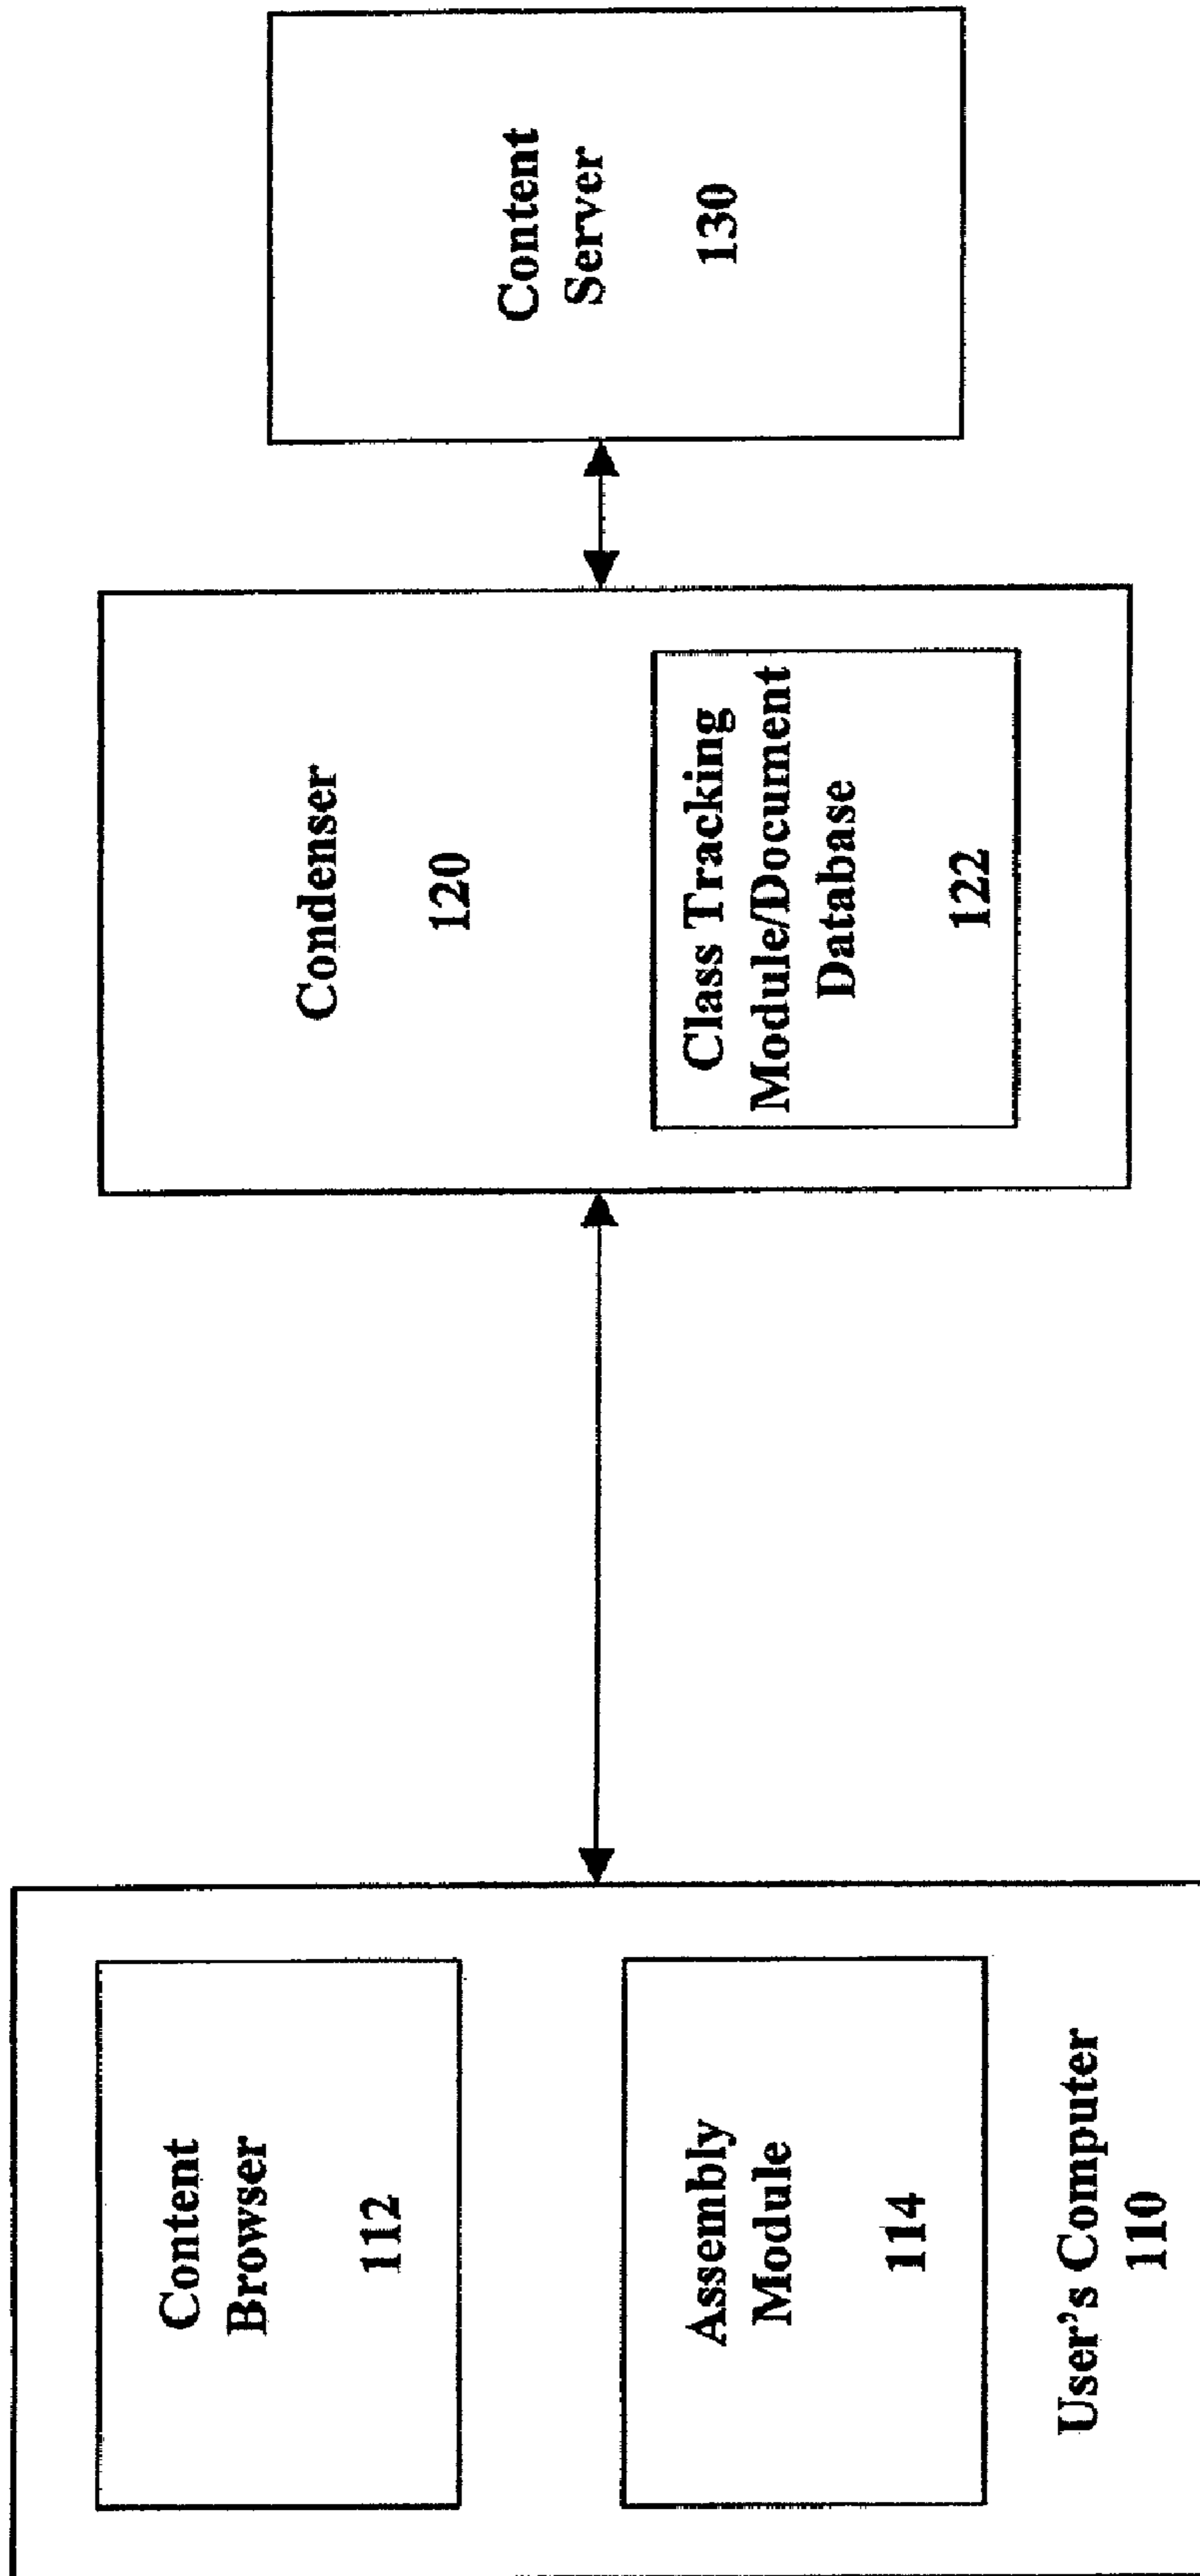 Content
Browser
112
Assembly
Module
114
User's Computer
110
Condenser
120
Class Tracking
Module/Document
Database
122
Content
Server
130